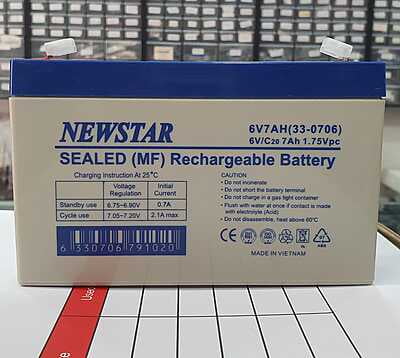 NEWSTAR
6V7AH(33-0706)
6V/C20 7Ah 1.75Vpc
SEALED (MF) Rechargeable Battery
Charging Instruction At 25°C
Voltage Regulation Initial Current
Standby use 6.75~6.90V 0.7A
Cycle use 7.05~7.20V 2.1A max
6 330706 791020
CAUTION
• Do not incinerate
• Do not short the battery terminal
• Do not charge in a gas tight container
• Flush with water at once if contact is made with electrolyte (Acid)
• Do not disassemble, heat above 60°C
Pb
ABS
MADE IN VIETNAM